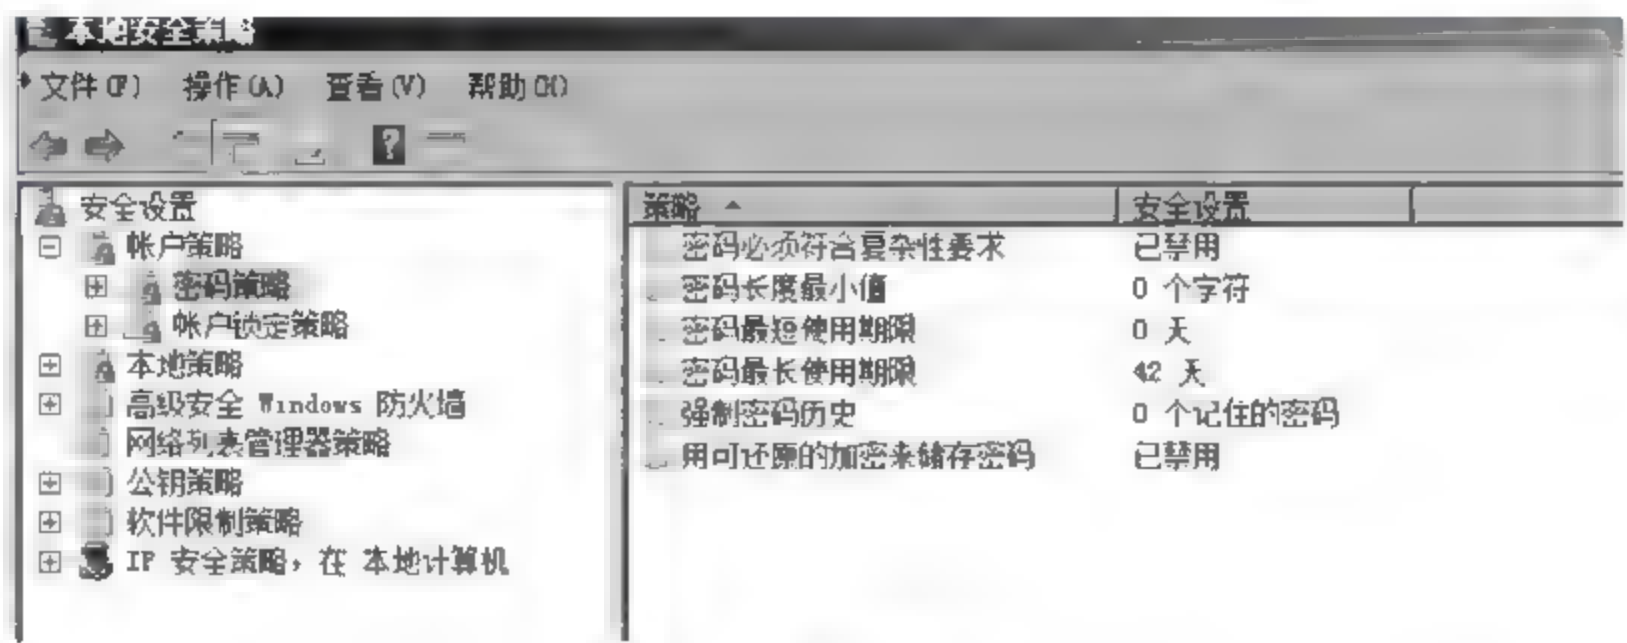 本地安全策略
文件(F) 操作(A) 查看(V) 帮助(H)
安全设置
帐户策略
密码策略
帐户锁定策略
本地策略
高级安全 Windows 防火墙
网络列表管理器策略
公钥策略
软件限制策略
IP 安全策略，在 本地计算机
策略 安全设置
密码必须符合复杂性要求 已禁用
密码长度最小值 0 个字符
密码最短使用期限 0 天
密码最长使用期限 42 天
强制密码历史 0 个记住的密码
用可还原的加密来储存密码 已禁用